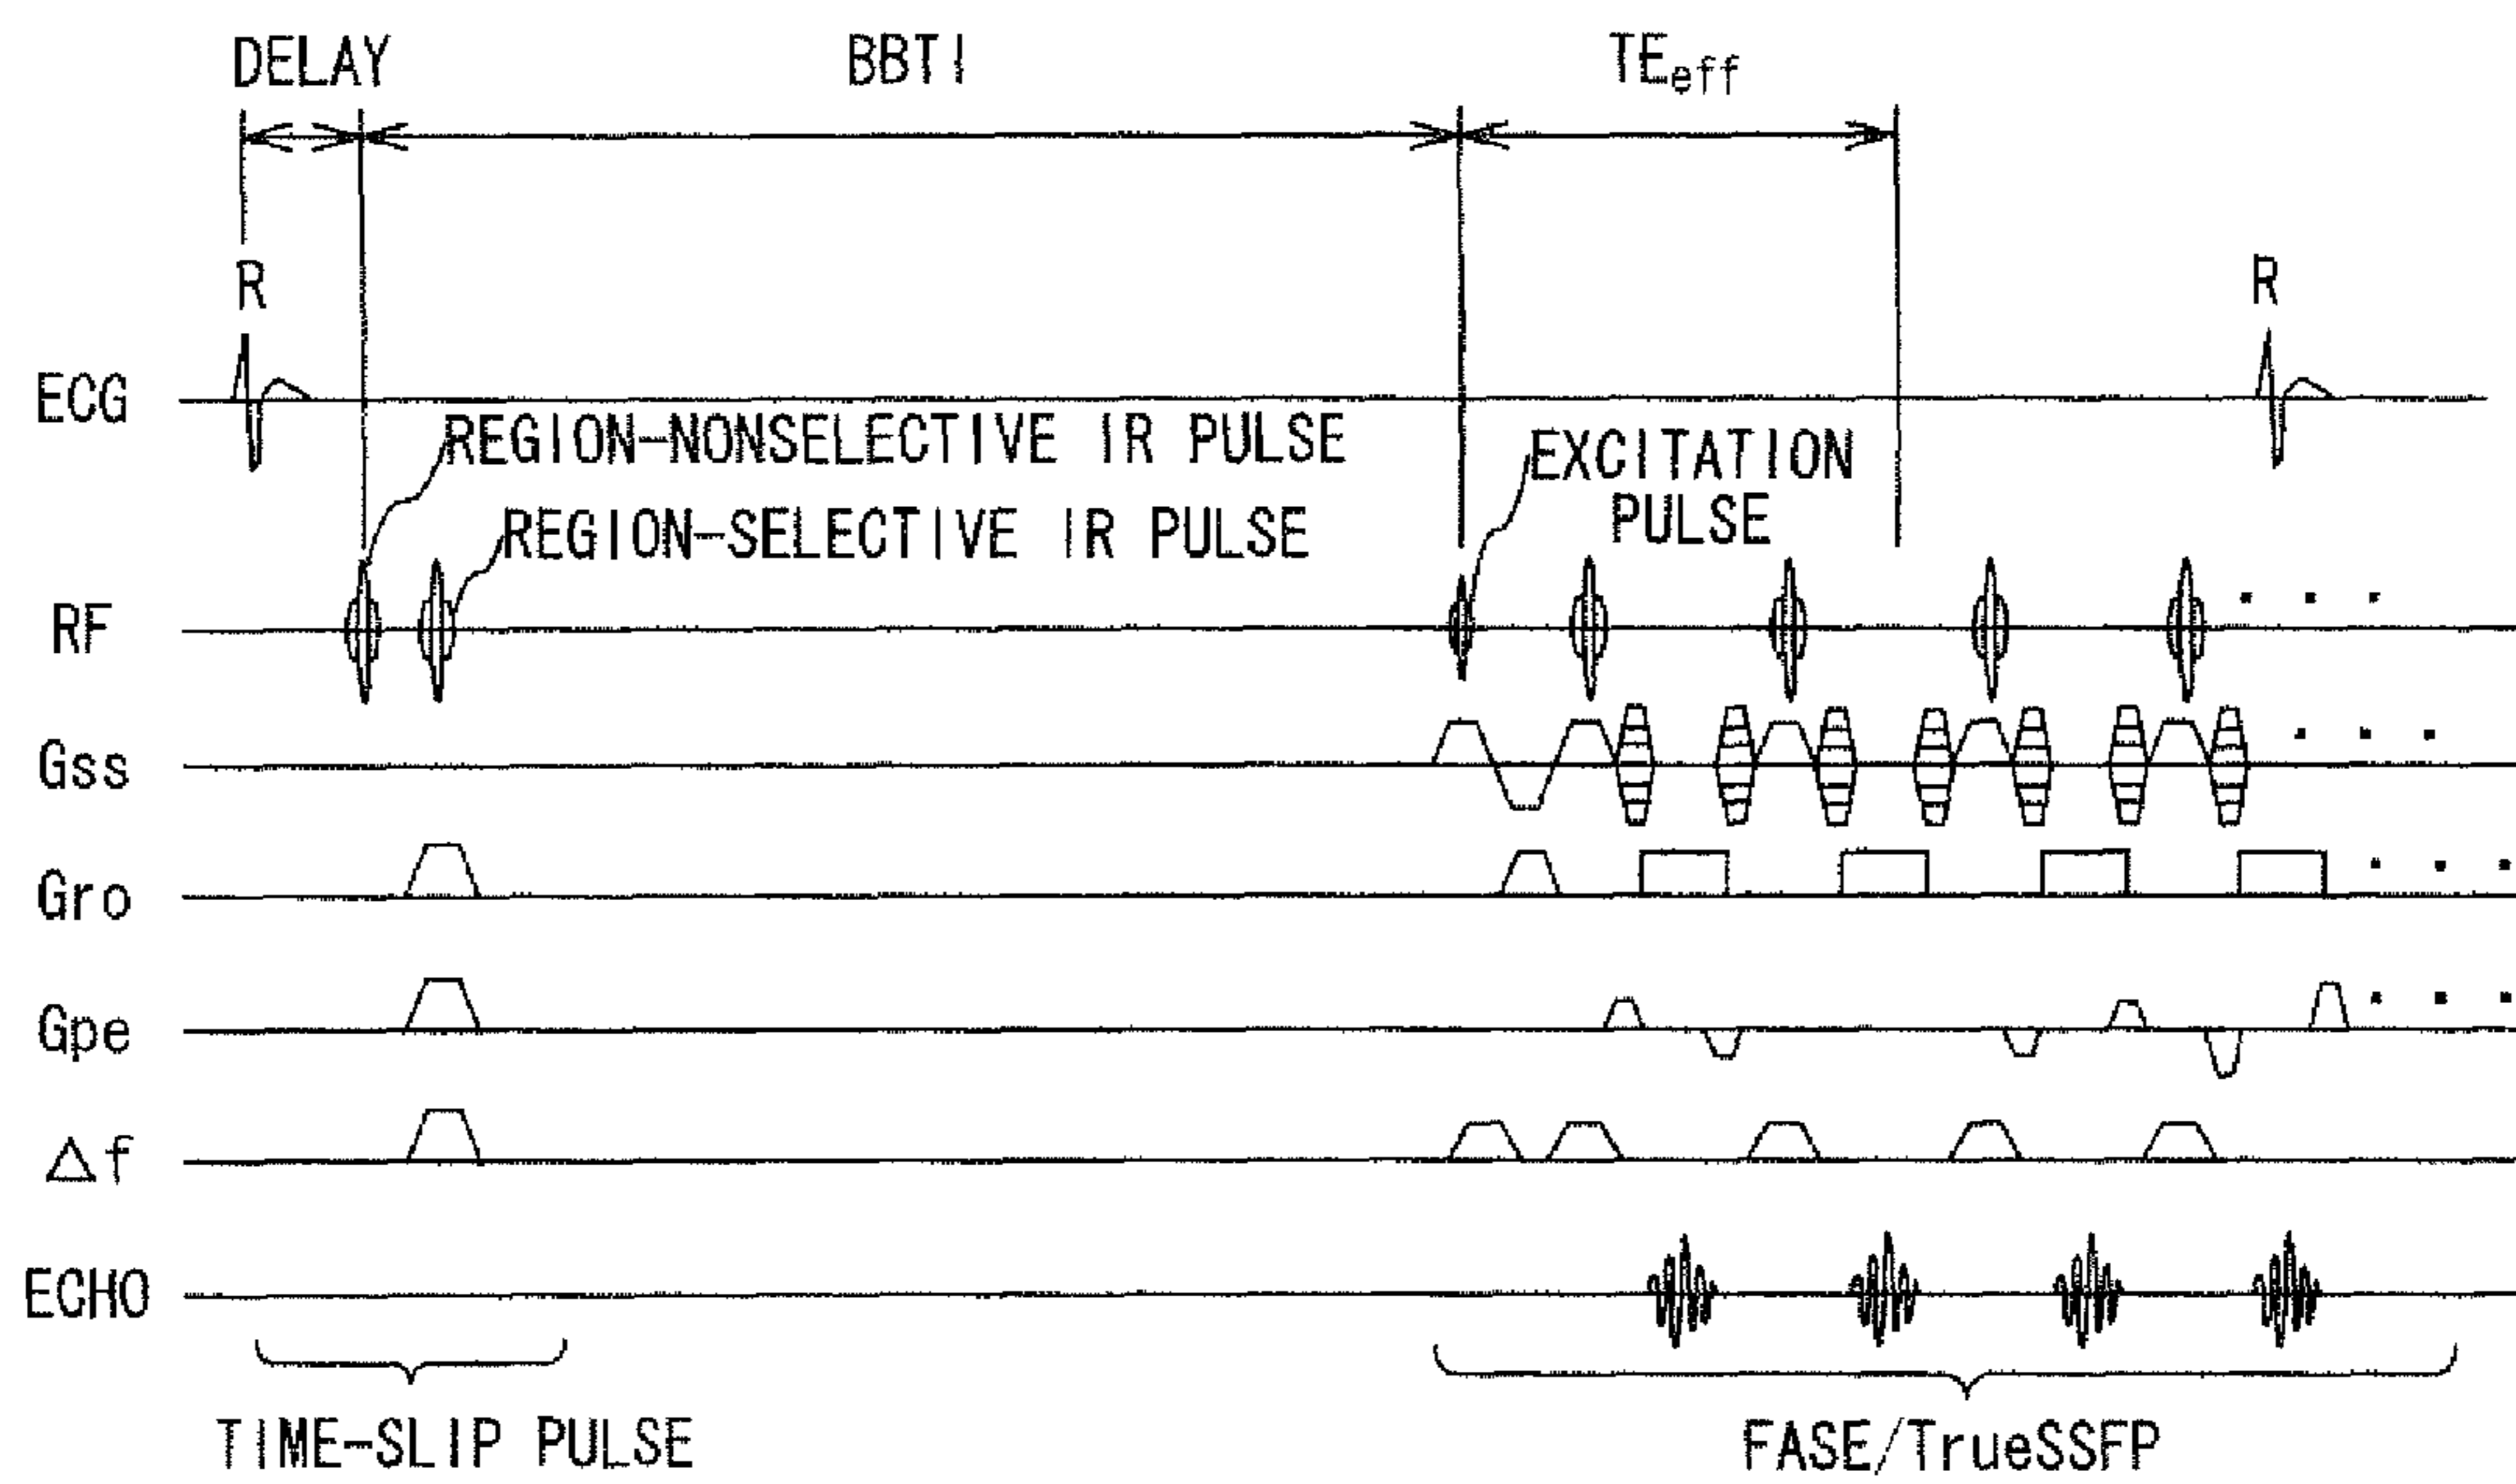 DELAY BBTI TEeff
R R
ECG
REGION-NONSELECTIVE IR PULSE
EXCITATION
PULSE
REGION-SELECTIVE IR PULSE
RF
Gss
Gro
Gpe
Δf
ECHO
TIME-SLIP PULSE FASE/TrueSSFP